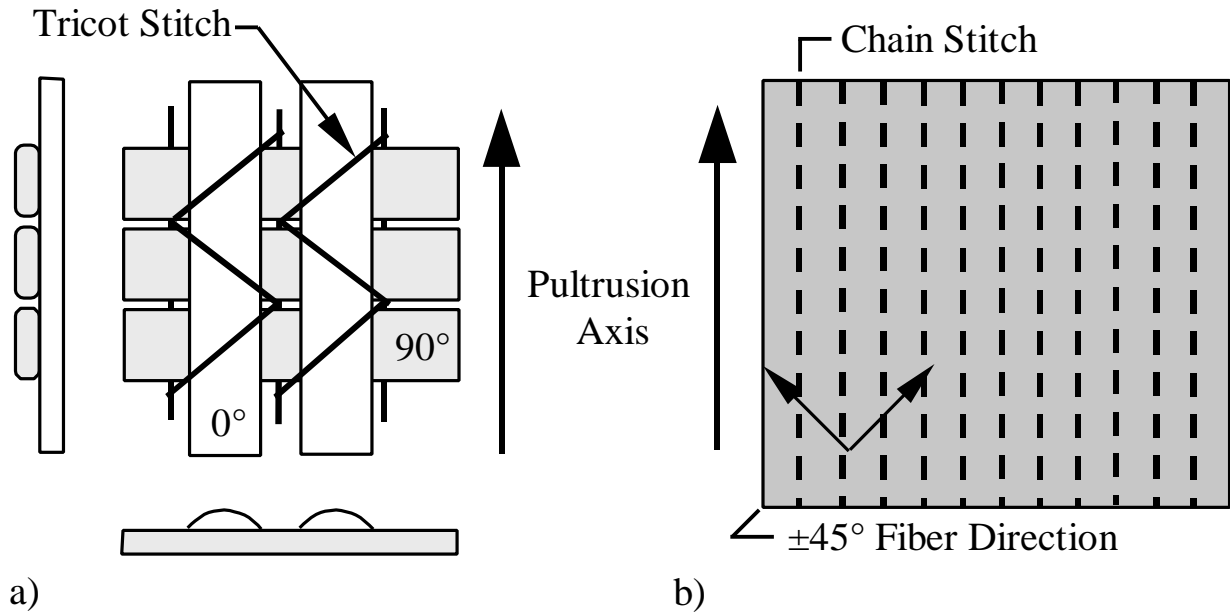 Tricot Stitch
90°
0°
Pultrusion
Axis
a)
Chain Stitch
±45° Fiber Direction
b)